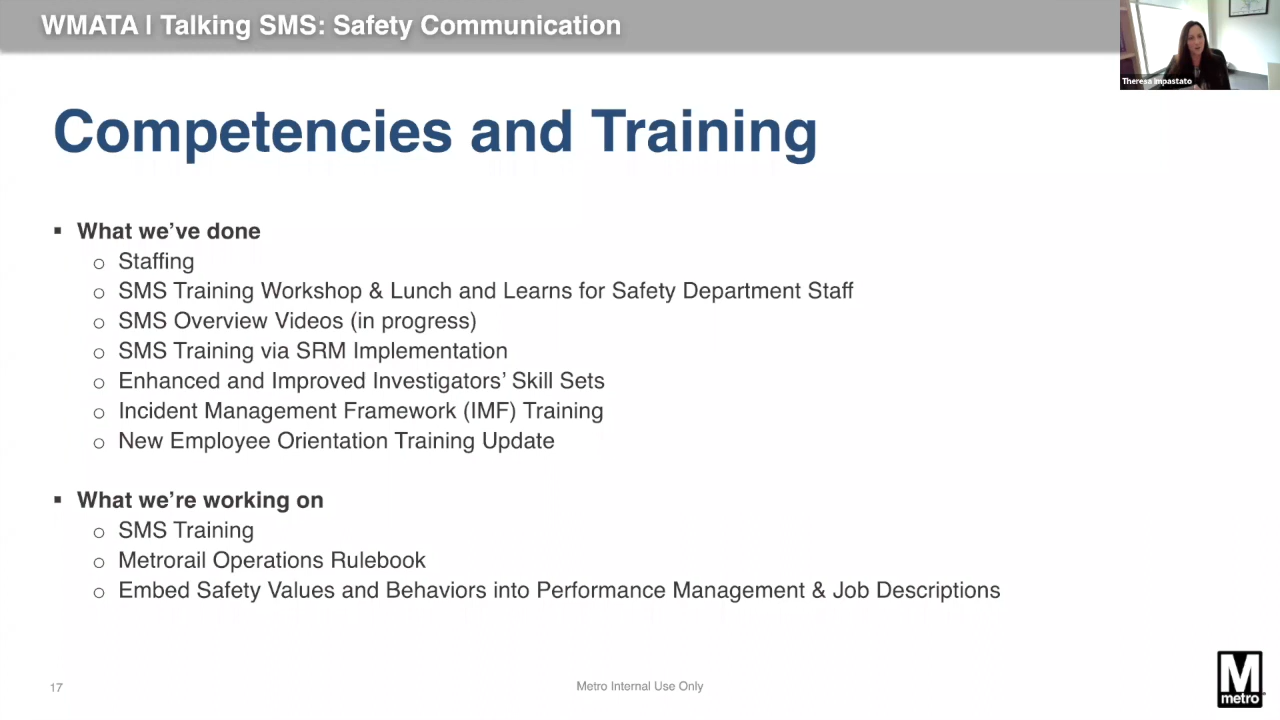 WMATA | Talking SMS: Safety Communication
Theresa Impastato
Competencies and Training
▪ What we’ve done
o Staffing
o SMS Training Workshop & Lunch and Learns for Safety Department Staff
o SMS Overview Videos (in progress)
o SMS Training via SRM Implementation
o Enhanced and Improved Investigators’ Skill Sets
o Incident Management Framework (IMF) Training
o New Employee Orientation Training Update
▪ What we’re working on
o SMS Training
o Metrorail Operations Rulebook
o Embed Safety Values and Behaviors into Performance Management & Job Descriptions
17
Metro Internal Use Only
M
metro